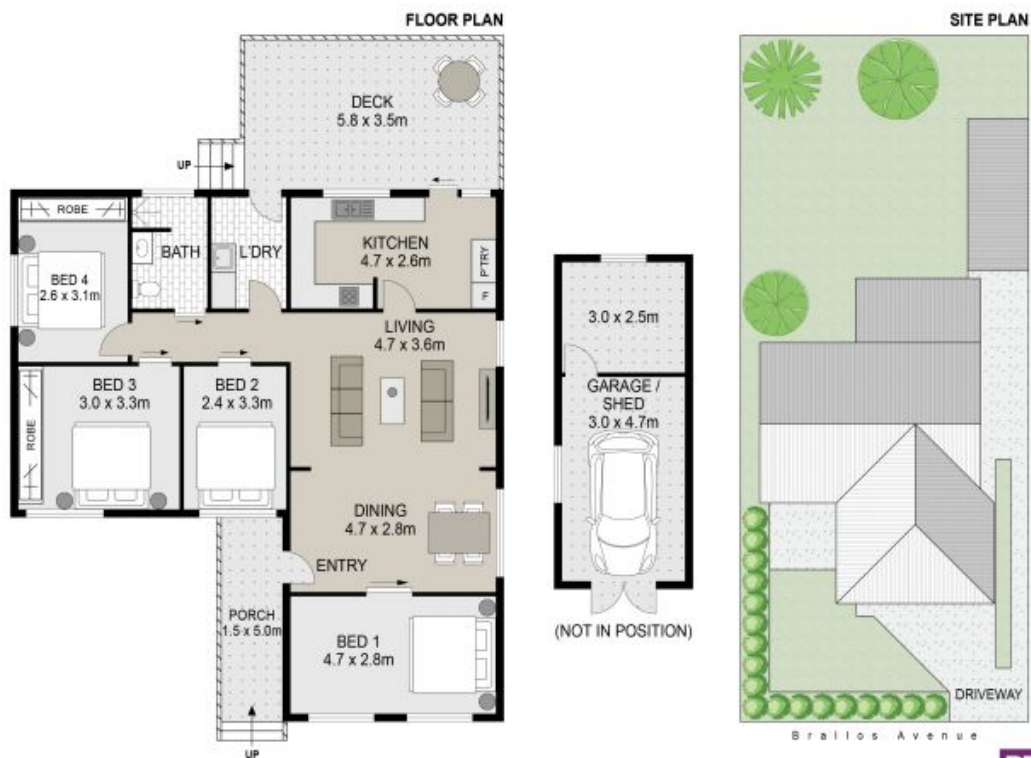 FLOOR PLAN
SITE PLAN
DECK
5.8 x 3.5m
UP
ROBE
BATH
L'DRY
KITCHEN
4.7 x 2.6m
P'TRY
F
BED 4
2.6 x 3.1m
LIVING
4.7 x 3.6m
BED 3
3.0 x 3.3m
BED 2
2.4 x 3.3m
ROBE
DINING
4.7 x 2.8m
ENTRY
PORCH
1.5 x 5.0m
BED 1
4.7 x 2.8m
UP
3.0 x 2.5m
GARAGE /
SHED
3.0 x 4.7m
(NOT IN POSITION)
DRIVEWAY
Brallos Avenue